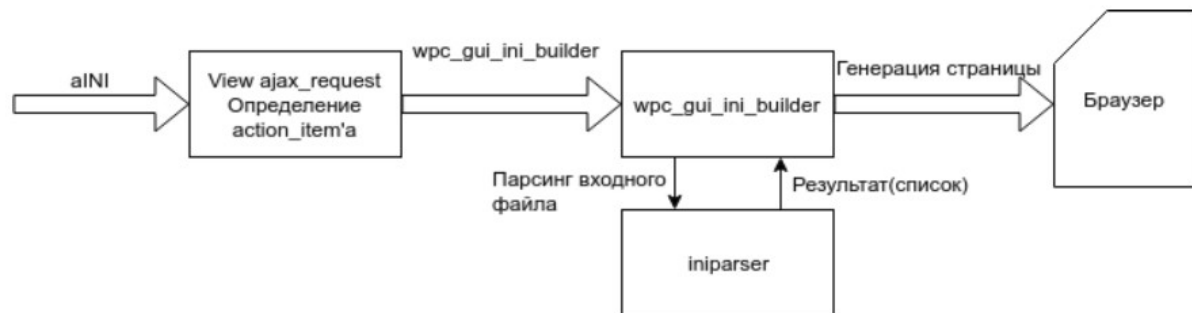 aINI
View ajax_request
Определение
action_item'а
wpc_gui_ini_builder
wpc_gui_ini_builder
Генерация страницы
Браузер
Парсинг входного
файла
Результат(список)
iniparser